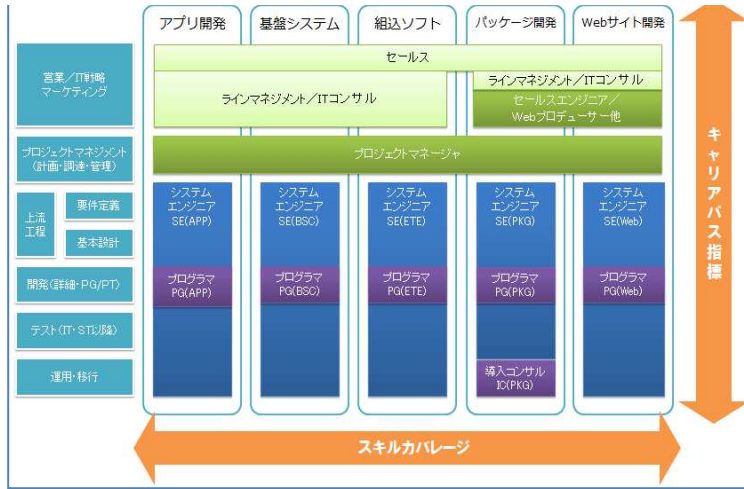 アプリ開発
基盤システム
組込ソフト
パッケージ開発
Webサイト開発
営業／IT戦略
マーケティング
セールス
ラインマネジメント／ITコンサル
ラインマネジメント／ITコンサル
セールスエンジニア／
Webプロデューサー他
プロジェクトマネジメント
(計画・調達・管理)
プロジェクトマネージャ
上流
工程
要件定義
基本設計
システム
エンジニア
SE(APP)
システム
エンジニア
SE(BSC)
システム
エンジニア
SE(ETE)
システム
エンジニア
SE(PKG)
システム
エンジニア
SE(Web)
開発(詳細・PG/PT)
プログラマ
PG(APP)
プログラマ
PG(BSC)
プログラマ
PG(ETE)
プログラマ
PG(PKG)
プログラマ
PG(Web)
テスト(IT・ST以降)
運用・移行
導入コンサル
IC(PKG)
キャリアパス指標
スキルカバレージ